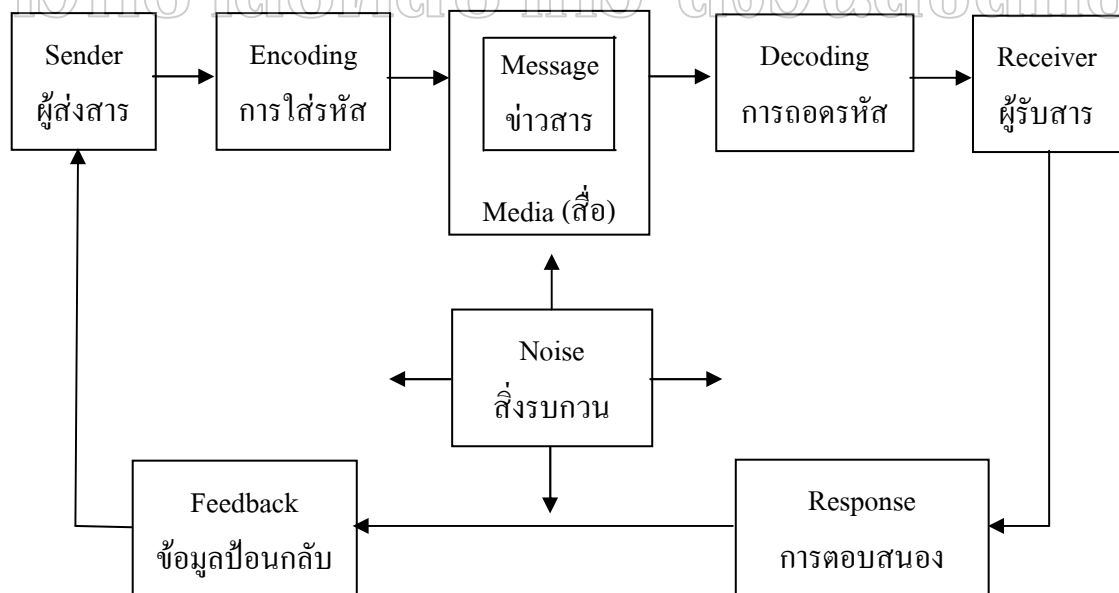 Sender
ผู้ส่งสาร
Encoding
การใส่รหัส
Message
ข่าวสาร
Media (สื่อ)
Decoding
การถอดรหัส
Receiver
ผู้รับสาร
Noise
สิ่งรบกวน
Feedback
ข้อมูลป้อนกลับ
Response
การตอบสนอง